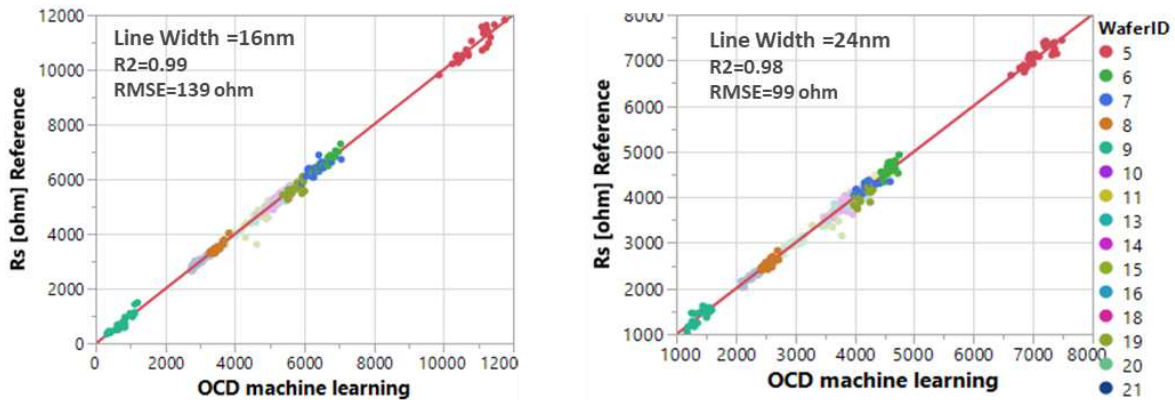 Line Width =16nm
R2=0.99
RMSE=139 ohm
12000
10000
8000
6000
4000
2000
0
Rs [ohm] Reference
0 2000 4000 6000 8000 10000 1200
OCD machine learning
Line Width =24nm
R2=0.98
RMSE=99 ohm
8000
7000
6000
5000
4000
3000
2000
1000
Rs [ohm] Reference
1000 2000 3000 4000 5000 6000 7000 8000
OCD machine learning
WaferID
5
6
7
8
9
10
11
13
14
15
16
18
19
20
21